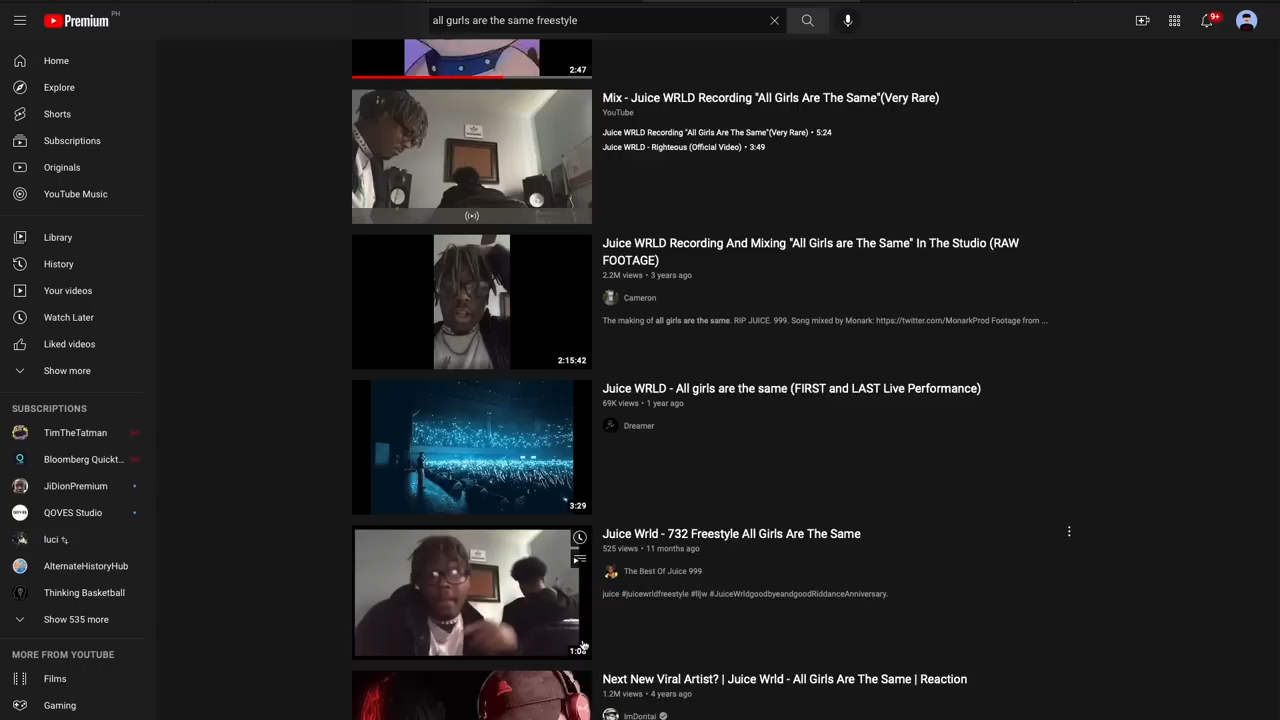 Premium PH
all gurls are the same freestyle
9+
Home
Explore
Shorts
Subscriptions
Originals
YouTube Music
Library
History
Your videos
Watch Later
Liked videos
Show more
SUBSCRIPTIONS
TimTheTatman
Bloomberg Quickt...
JiDionPremium
QOVES Studio
luci
AlternateHistoryHub
Thinking Basketball
Show 535 more
MORE FROM YOUTUBE
Films
Gaming
2:47
Mix - Juice WRLD Recording "All Girls Are The Same"(Very Rare)
YouTube
Juice WRLD Recording "All Girls Are The Same"(Very Rare) • 5:24
Juice WRLD - Righteous (Official Video) • 3:49
Juice WRLD Recording And Mixing "All Girls are The Same" In The Studio (RAW
FOOTAGE)
2.2M views • 3 years ago
Cameron
The making of all girls are the same. RIP JUICE. 999. Song mixed by Monark: https://twitter.com/MonarkProd Footage from ...
2:15:42
Juice WRLD - All girls are the same (FIRST and LAST Live Performance)
69K views • 1 year ago
Dreamer
3:29
Juice Wrld - 732 Freestyle All Girls Are The Same
525 views • 11 months ago
The Best Of Juice 999
juice #juicewrldfreestyle #lljw #JuiceWrldgoodbyeandgoodRiddanceAnniversary.
Next New Viral Artist? | Juice Wrld - All Girls Are The Same | Reaction
1.2M views • 4 years ago
ImDontai